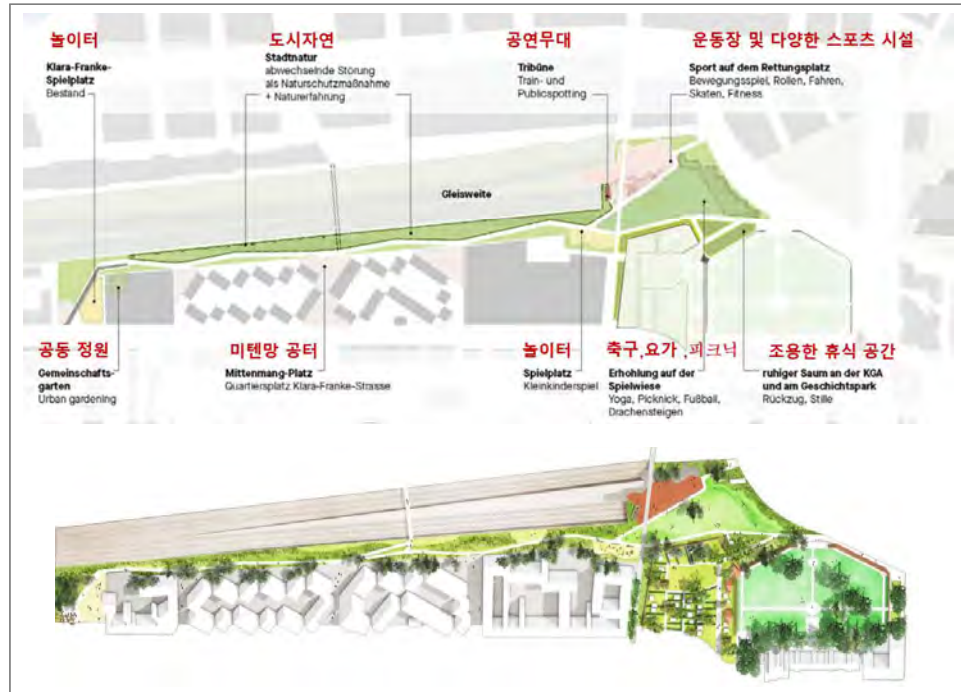 놀이터
Klara-Franke-
Spielplatz
Bestand
도시자연
Stadtnatur
abwechselnde Störung
als Naturschutzmaßnahme
+ Naturerfahrung
공연무대
Tribüne
Train- und
Publicspotting
운동장 및 다양한 스포츠 시설
Sport auf dem Rettungsplatz
Bewegungsspiel, Rollen, Fahren,
Skaten, Fitness
Gleisweite
공동 정원
Gemeinschafts-
garten
Urban gardening
미텐망 공터
Mittenmang-Platz
Quartiersplatz Klara-Franke-Strasse
놀이터
Spielplatz
Kleinkinderspiel
축구,요가 ,피크닉
Erhohlung auf der
Spielwiese
Yoga, Picknick, Fußball,
Drachensteigen
조용한 휴식 공간
ruhiger Saum an der KGA
und am Geschichtspark
Rückzug, Stille